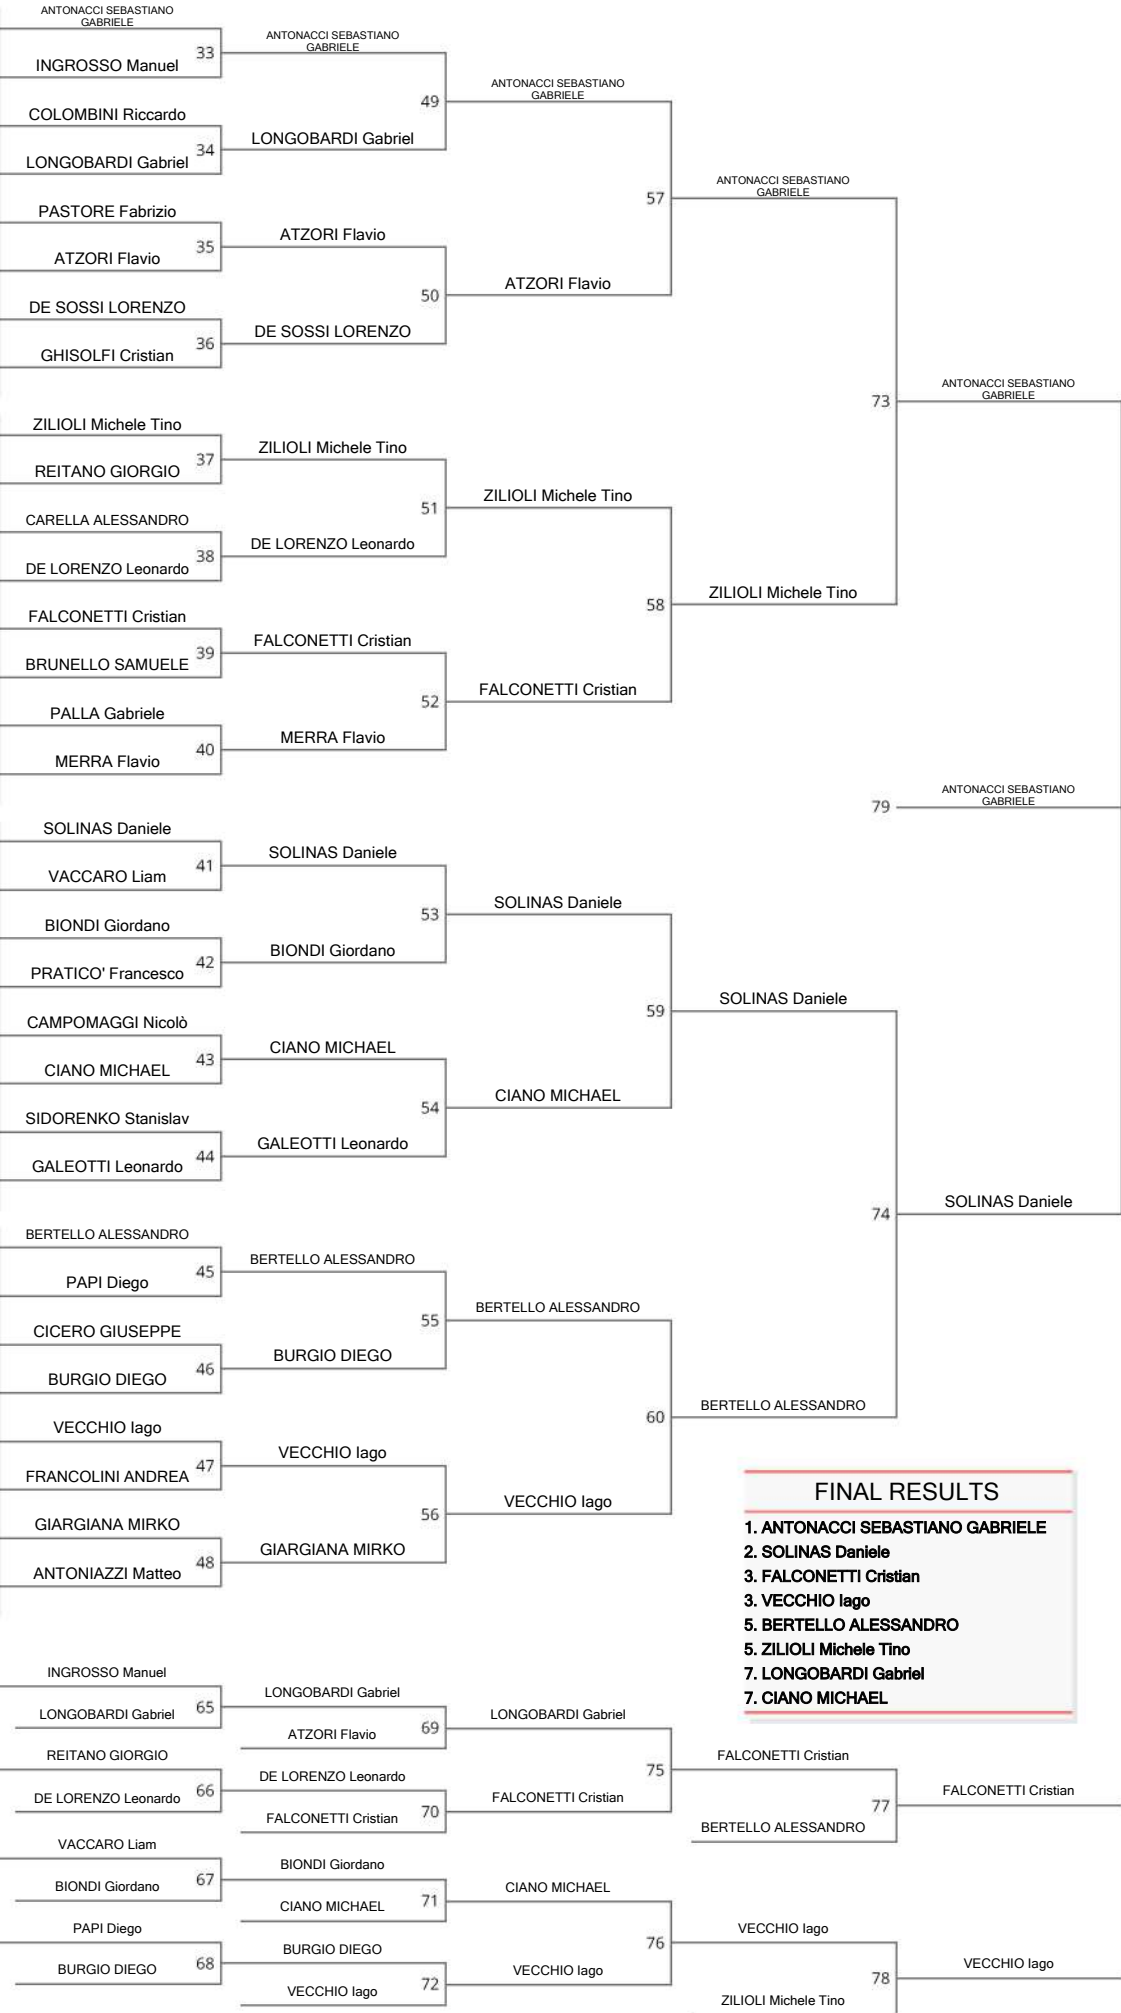 ANTONACCI SEBASTIANO
GABRIELE
33
INGROSSO Manuel
COLOMBINI Riccardo
34
LONGOBARDI Gabriel
PASTORE Fabrizio
35
ATZORI Flavio
DE SOSSI LORENZO
36
GHISOLFI Cristian
ZILIOLI Michele Tino
37
REITANO GIORGIO
CARELLA ALESSANDRO
38
DE LORENZO Leonardo
FALCONETTI Cristian
39
BRUNELLO SAMUELE
PALLA Gabriele
40
MERRA Flavio
SOLINAS Daniele
41
VACCARO Liam
BIONDI Giordano
42
PRATICO' Francesco
CAMPOMAGGI Nicolò
43
CIANO MICHAEL
SIDORENKO Stanislav
44
GALEOTTI Leonardo
BERTELLO ALESSANDRO
45
PAPI Diego
CICERO GIUSEPPE
46
BURGIO DIEGO
VECCHIO Iago
47
FRANCOLINI ANDREA
GIARGIANA MIRKO
48
ANTONIAZZI Matteo
ANTONACCI SEBASTIANO
GABRIELE
49
LONGOBARDI Gabriel
ATZORI Flavio
50
DE SOSSI LORENZO
ZILIOLI Michele Tino
51
DE LORENZO Leonardo
FALCONETTI Cristian
52
MERRA Flavio
SOLINAS Daniele
53
BIONDI Giordano
CIANO MICHAEL
54
GALEOTTI Leonardo
BERTELLO ALESSANDRO
55
BURGIO DIEGO
VECCHIO Iago
56
GIARGIANA MIRKO
ANTONACCI SEBASTIANO
GABRIELE
57
ATZORI Flavio
ZILIOLI Michele Tino
58
FALCONETTI Cristian
SOLINAS Daniele
59
CIANO MICHAEL
BERTELLO ALESSANDRO
60
VECCHIO Iago
ANTONACCI SEBASTIANO
GABRIELE
73
ZILIOLI Michele Tino
SOLINAS Daniele
74
BERTELLO ALESSANDRO
ANTONACCI SEBASTIANO
GABRIELE
79
ANTONACCI SEBASTIANO
GABRIELE
SOLINAS Daniele
FINAL RESULTS
1. ANTONACCI SEBASTIANO GABRIELE
2. SOLINAS Daniele
3. FALCONETTI Cristian
3. VECCHIO Iago
5. BERTELLO ALESSANDRO
5. ZILIOLI Michele Tino
7. LONGOBARDI Gabriel
7. CIANO MICHAEL
INGROSSO Manuel
65
LONGOBARDI Gabriel
REITANO GIORGIO
66
DE LORENZO Leonardo
VACCARO Liam
67
BIONDI Giordano
PAPI Diego
68
BURGIO DIEGO
LONGOBARDI Gabriel
69
ATZORI Flavio
DE LORENZO Leonardo
70
FALCONETTI Cristian
BIONDI Giordano
71
CIANO MICHAEL
BURGIO DIEGO
72
VECCHIO Iago
LONGOBARDI Gabriel
75
FALCONETTI Cristian
CIANO MICHAEL
76
VECCHIO Iago
FALCONETTI Cristian
77
BERTELLO ALESSANDRO
VECCHIO Iago
78
ZILIOLI Michele Tino
FALCONETTI Cristian
VECCHIO Iago